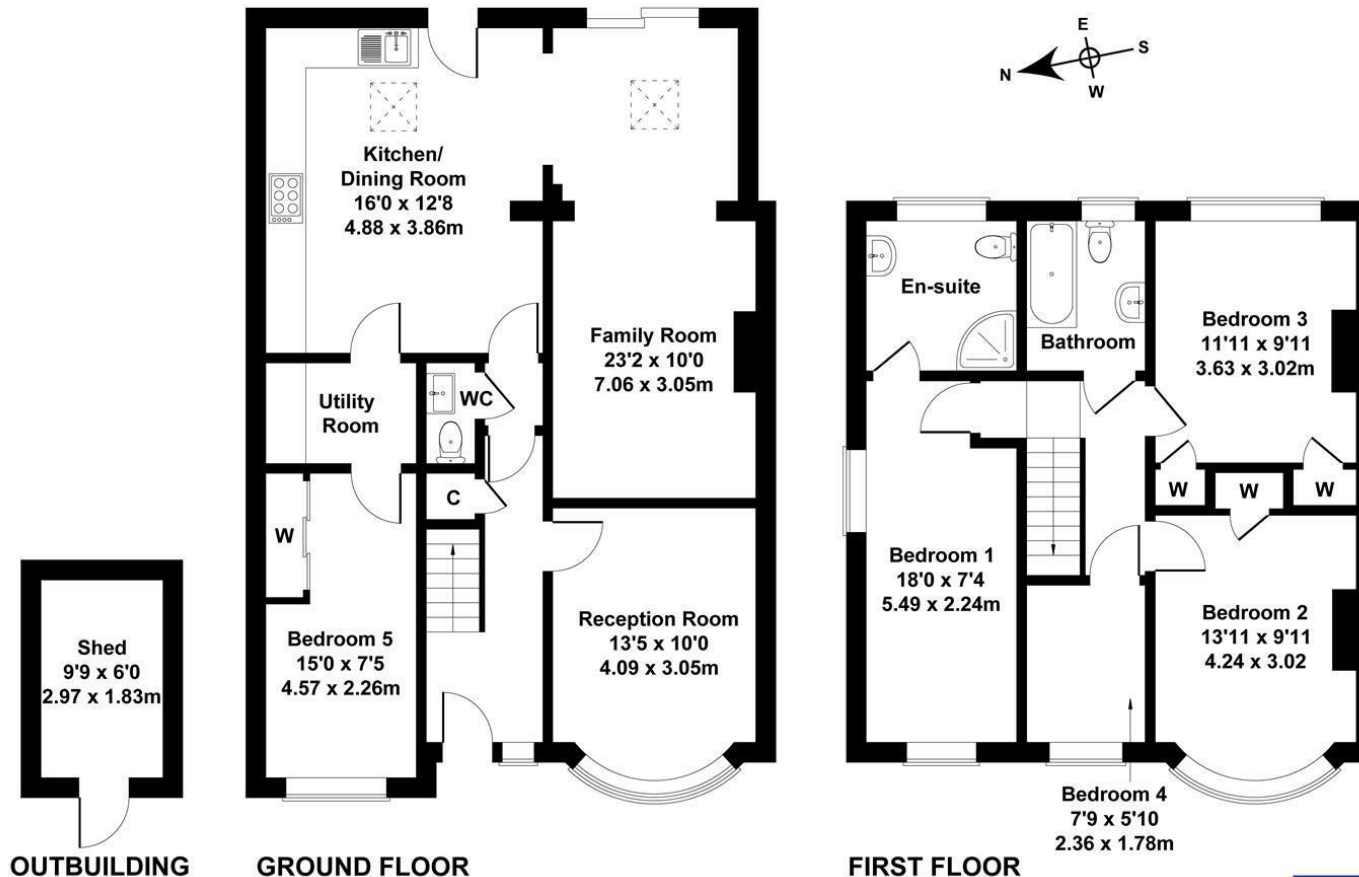 E
N
S
W
Kitchen/
Dining Room
16'0 x 12'8
4.88 x 3.86m
Family Room
23'2 x 10'0
7.06 x 3.05m
Utility
Room
WC
C
W
Bedroom 5
15'0 x 7'5
4.57 x 2.26m
Reception Room
13'5 x 10'0
4.09 x 3.05m
Shed
9'9 x 6'0
2.97 x 1.83m
OUTBUILDING
GROUND FLOOR
En-suite
Bathroom
Bedroom 3
11'11 x 9'11
3.63 x 3.02m
W
W
W
Bedroom 1
18'0 x 7'4
5.49 x 2.24m
Bedroom 2
13'11 x 9'11
4.24 x 3.02
Bedroom 4
7'9 x 5'10
2.36 x 1.78m
FIRST FLOOR